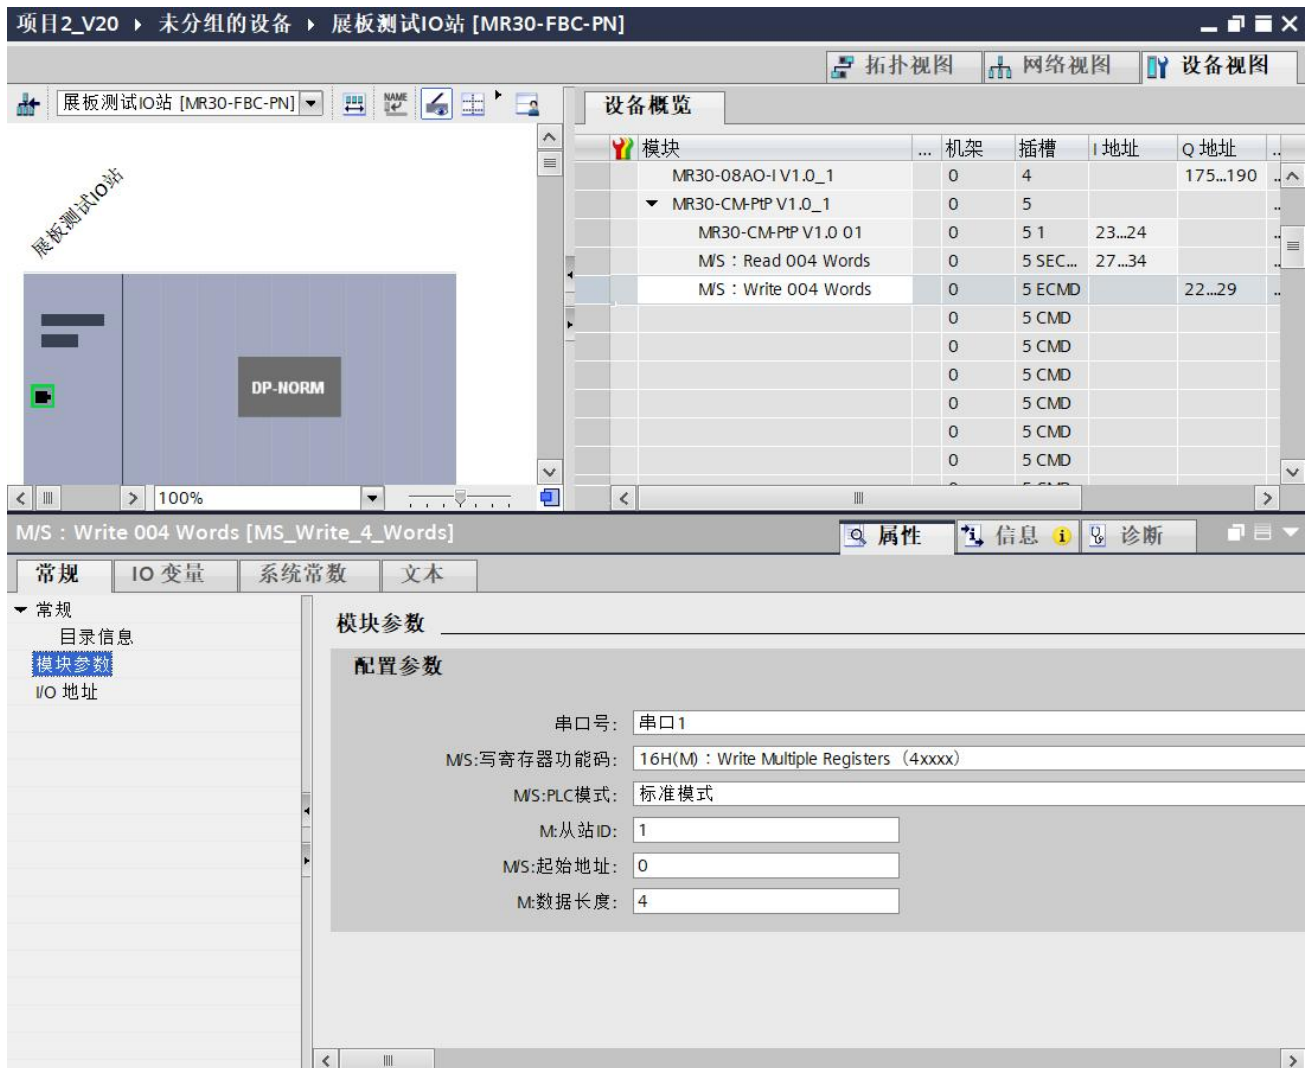 项目2_V20 ▸ 未分组的设备 ▸ 展板测试IO站 [MR30-FBC-PN]
拓扑视图 网络视图 设备视图
展板测试IO站 [MR30-FBC-PN]
展板测试IO站
DP-NORM
100%
设备概览
模块 ... 机架 插槽 I 地址 Q 地址 ..
MR30-08AO-I V1.0_1 0 4 175...190 ..
MR30-CM-PtP V1.0_1 0 5 ..
MR30-CM-PtP V1.0 01 0 5 1 23...24 ..
M/S : Read 004 Words 0 5 SEC... 27...34 ..
M/S : Write 004 Words 0 5 ECMD 22...29 ..
0 5 CMD
0 5 CMD
0 5 CMD
0 5 CMD
0 5 CMD
0 5 CMD
M/S : Write 004 Words [MS_Write_4_Words]
属性 信息 诊断
常规 IO 变量 系统常数 文本
常规
目录信息
模块参数
I/O 地址
模块参数
配置参数
串口号: 串口1
M/S:写寄存器功能码: 16H(M) : Write Multiple Registers（4xxxx）
M/S:PLC模式: 标准模式
M:从站ID: 1
M/S:起始地址: 0
M:数据长度: 4